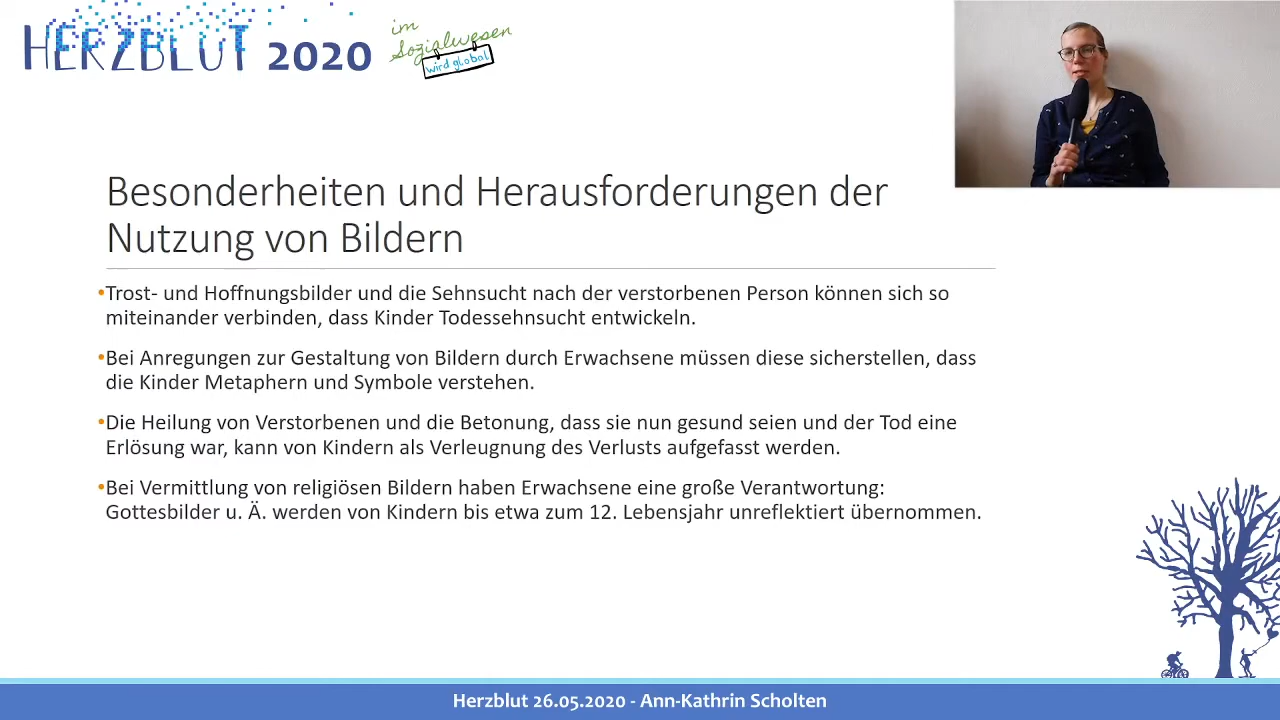 HERZBLUT 2020
im
Sozialwesen
wird global
Besonderheiten und Herausforderungen der
Nutzung von Bildern
•Trost- und Hoffnungsbilder und die Sehnsucht nach der verstorbenen Person können sich so
miteinander verbinden, dass Kinder Todessehnsucht entwickeln.
•Bei Anregungen zur Gestaltung von Bildern durch Erwachsene müssen diese sicherstellen, dass
die Kinder Metaphern und Symbole verstehen.
•Die Heilung von Verstorbenen und die Betonung, dass sie nun gesund seien und der Tod eine
Erlösung war, kann von Kindern als Verleugnung des Verlusts aufgefasst werden.
•Bei Vermittlung von religiösen Bildern haben Erwachsene eine große Verantwortung:
Gottesbilder u. Ä. werden von Kindern bis etwa zum 12. Lebensjahr unreflektiert übernommen.
Herzblut 26.05.2020 - Ann-Kathrin Scholten